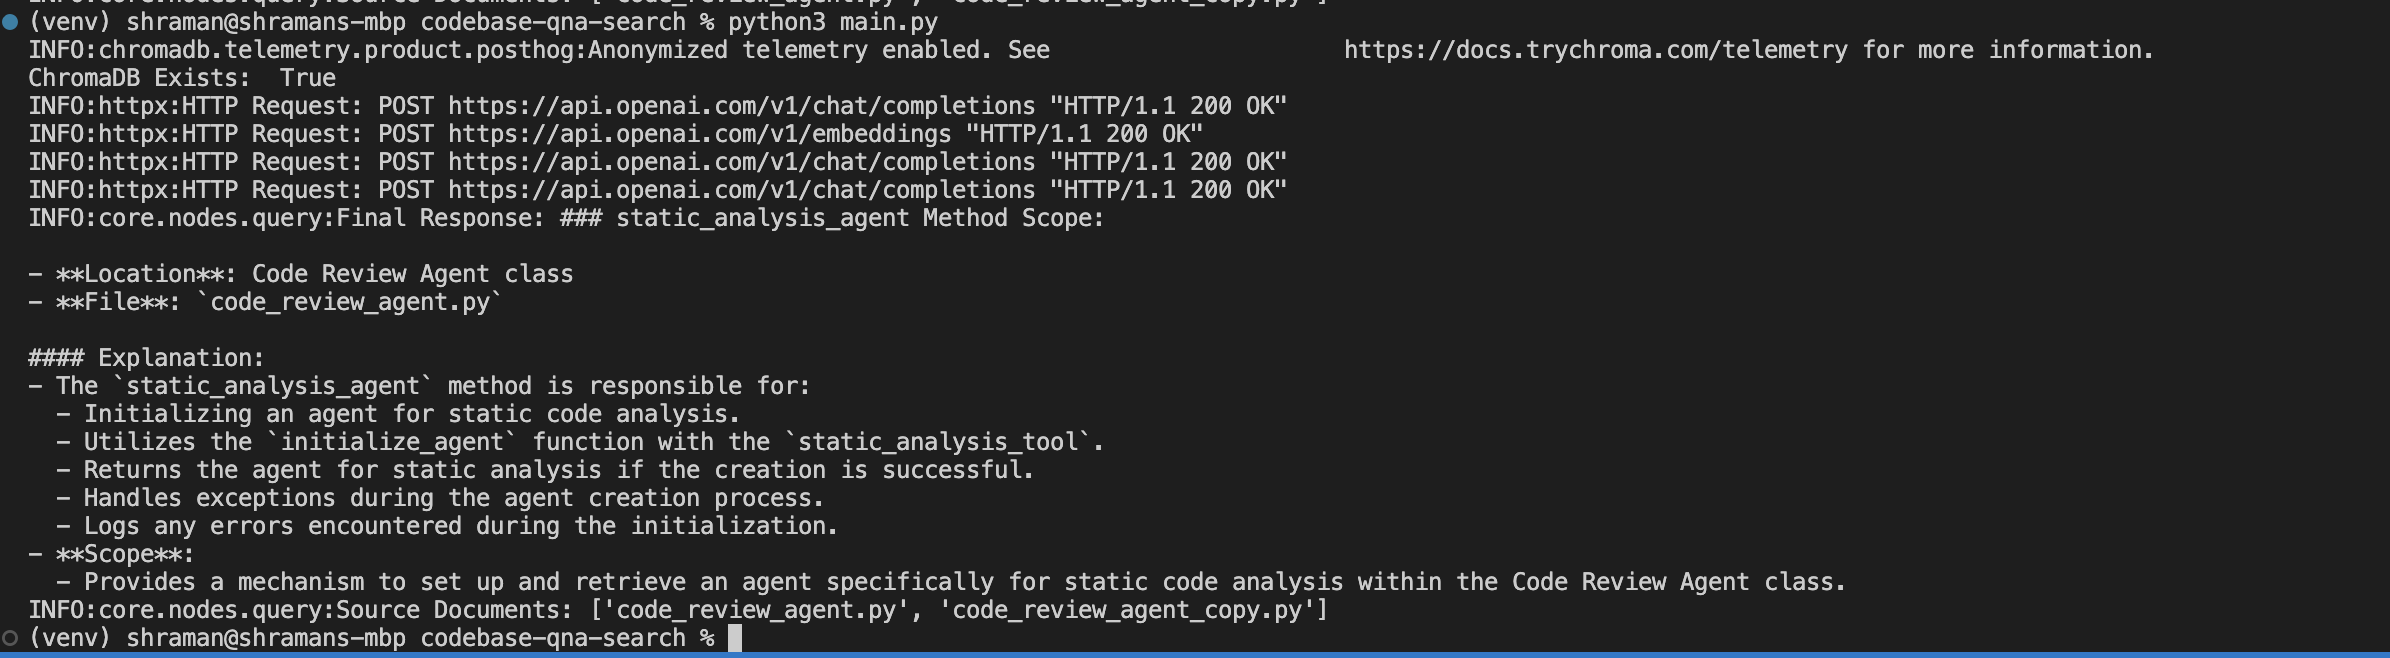 INFO:core.nodes.query:Source Documents: ['code_review_agent.py', 'code_review_agent_copy.py']
(venv) shraman@shramans-mbp codebase-qna-search % python3 main.py
INFO:chromadb.telemetry.product.posthog:Anonymized telemetry enabled. See                     https://docs.trychroma.com/telemetry for more information.
ChromaDB Exists:  True
INFO:httpx:HTTP Request: POST https://api.openai.com/v1/chat/completions "HTTP/1.1 200 OK"
INFO:httpx:HTTP Request: POST https://api.openai.com/v1/embeddings "HTTP/1.1 200 OK"
INFO:httpx:HTTP Request: POST https://api.openai.com/v1/chat/completions "HTTP/1.1 200 OK"
INFO:httpx:HTTP Request: POST https://api.openai.com/v1/chat/completions "HTTP/1.1 200 OK"
INFO:core.nodes.query:Final Response: ### static_analysis_agent Method Scope:

- **Location**: Code Review Agent class
- **File**: `code_review_agent.py`

#### Explanation:
- The `static_analysis_agent` method is responsible for:
  - Initializing an agent for static code analysis.
  - Utilizes the `initialize_agent` function with the `static_analysis_tool`.
  - Returns the agent for static analysis if the creation is successful.
  - Handles exceptions during the agent creation process.
  - Logs any errors encountered during the initialization.
- **Scope**:
  - Provides a mechanism to set up and retrieve an agent specifically for static code analysis within the Code Review Agent class.
INFO:core.nodes.query:Source Documents: ['code_review_agent.py', 'code_review_agent_copy.py']
(venv) shraman@shramans-mbp codebase-qna-search %